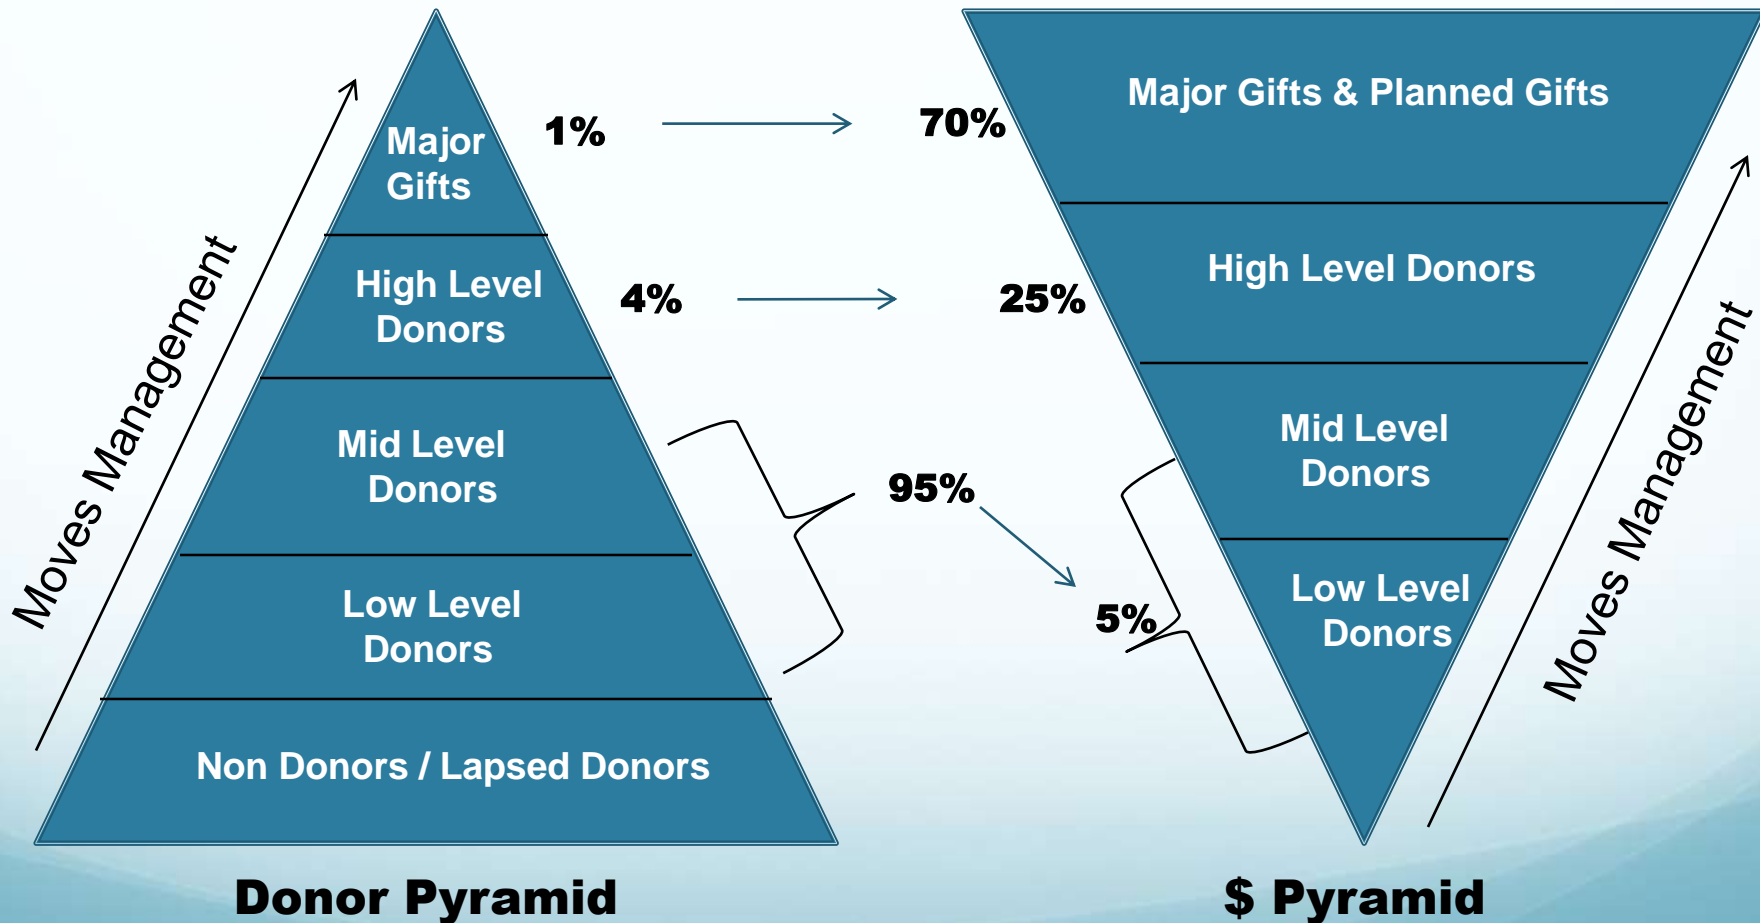 Major
Gifts
1%
70%
Major Gifts & Planned Gifts
Moves Management
High Level
Donors
4%
25%
High Level Donors
Mid Level
Donors
95%
Mid Level
Donors
Moves Management
Low Level
Donors
5%
Low Level
Donors
Non Donors / Lapsed Donors
Donor Pyramid
$ Pyramid